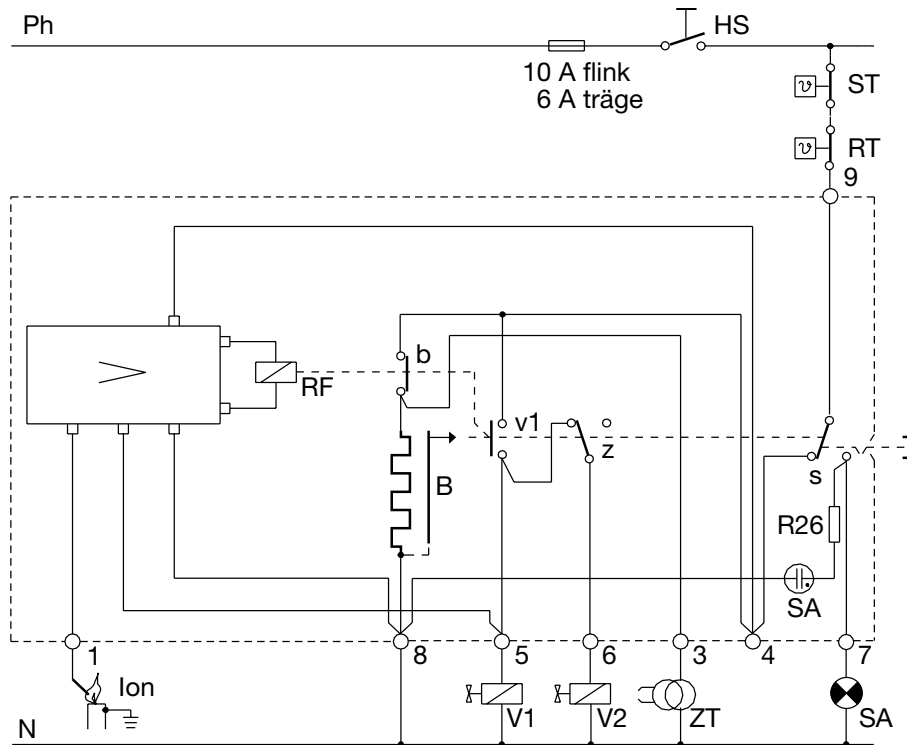 Ph
HS
10 A flink
6 A träge
ϑ ST
ϑ RT
9
b
RF
v1
z
s
B
R26
SA
1
8
5
6
3
4
7
Ion
V1
V2
ZT
SA
N